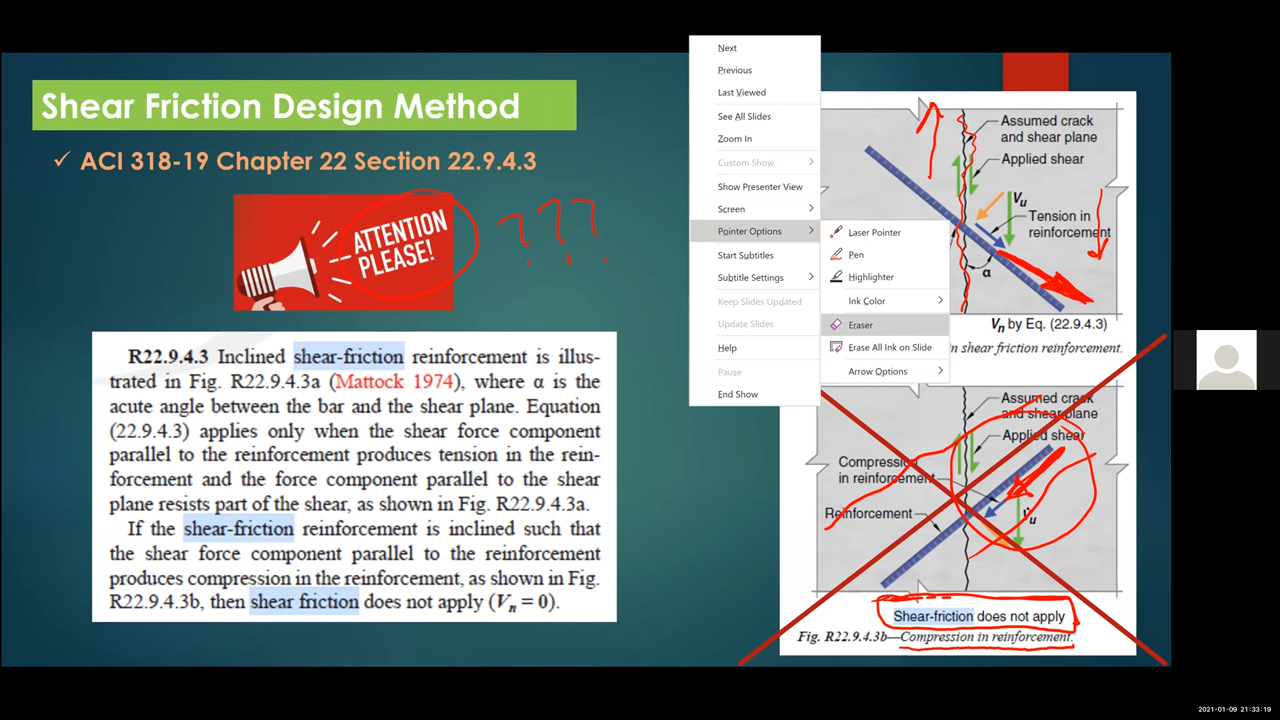 Shear Friction Design Method
✓ ACI 318-19 Chapter 22 Section 22.9.4.3
ATTENTION
PLEASE!
???
R22.9.4.3 Inclined shear-friction reinforcement is illus-
trated in Fig. R22.9.4.3a (Mattock 1974), where α is the
acute angle between the bar and the shear plane. Equation
(22.9.4.3) applies only when the shear force component
parallel to the reinforcement produces tension in the rein-
forcement and the force component parallel to the shear
plane resists part of the shear, as shown in Fig. R22.9.4.3a.
If the shear-friction reinforcement is inclined such that
the shear force component parallel to the reinforcement
produces compression in the reinforcement, as shown in Fig.
R22.9.4.3b, then shear friction does not apply (Vn = 0).
Next
Previous
Last Viewed
See All Slides
Zoom In
Custom Show
Show Presenter View
Screen
Pointer Options
Start Subtitles
Subtitle Settings
Keep Slides Updated
Update Slides
Help
Pause
End Show
Laser Pointer
Pen
Highlighter
Ink Color
Eraser
Erase All Ink on Slide
Arrow Options
Assumed crack
and shear plane
Applied shear
Vu
Tension in
reinforcement
α
Vn by Eq. (22.9.4.3)
n shear friction reinforcement.
Assumed crack
and shear plane
Applied shear
Compression
in reinforcement
Reinforcement
Vu
Shear-friction does not apply
Fig. R22.9.4.3b—Compression in reinforcement.
2021-01-09 21:33:19